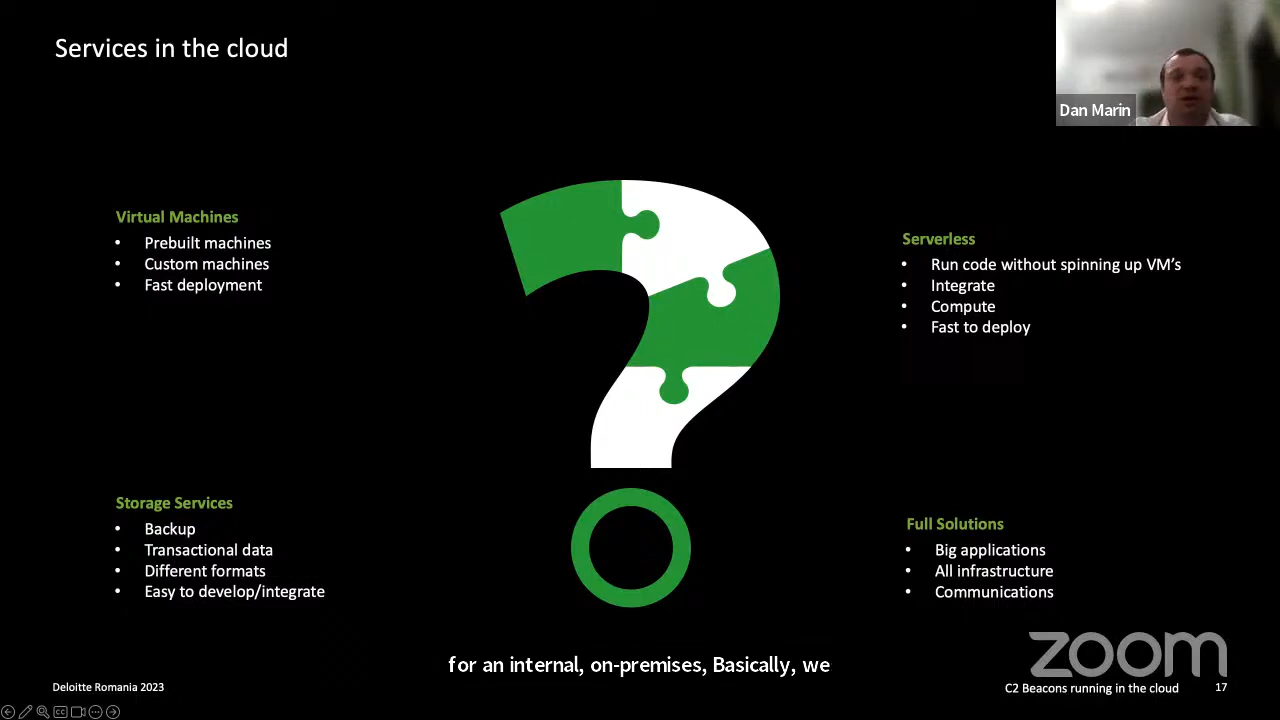 Services in the cloud
Dan Marin
Virtual Machines
• Prebuilt machines
• Custom machines
• Fast deployment
Serverless
• Run code without spinning up VM's
• Integrate
• Compute
• Fast to deploy
Storage Services
• Backup
• Transactional data
• Different formats
• Easy to develop/integrate
Full Solutions
• Big applications
• All infrastructure
• Communications
zoom
for an internal, on-premises, Basically, we
Deloitte Romania 2023
C2 Beacons running in the cloud 17
CC